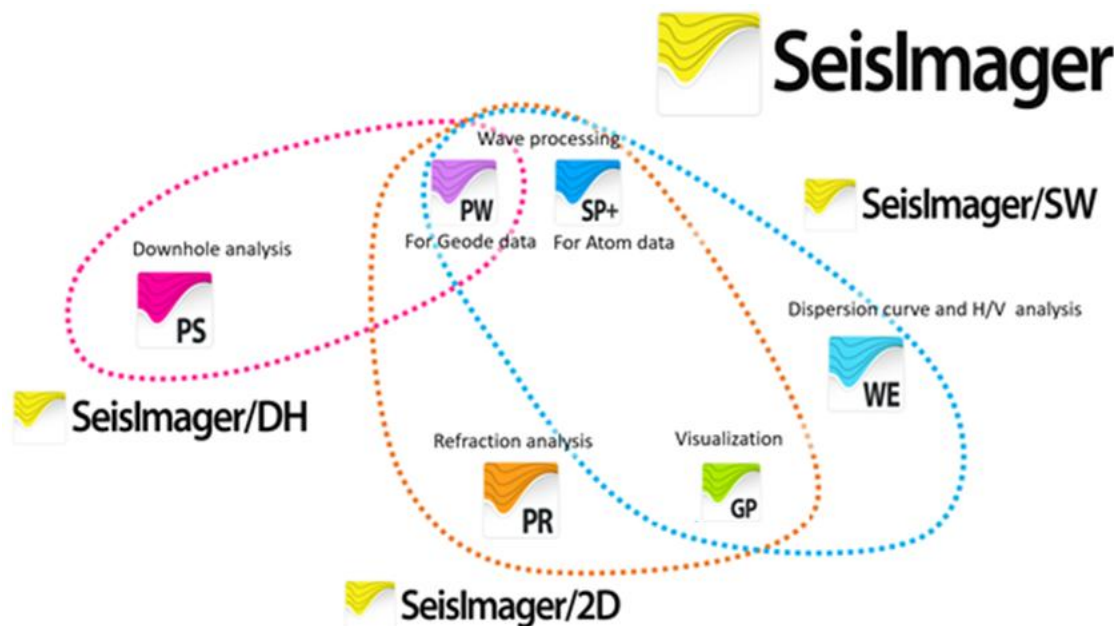 SeisImager
Wave processing
PW
SP+
For Geode data
For Atom data
SeisImager/SW
Downhole analysis
PS
Dispersion curve and H/V analysis
WE
SeisImager/DH
Refraction analysis
PR
Visualization
GP
SeisImager/2D